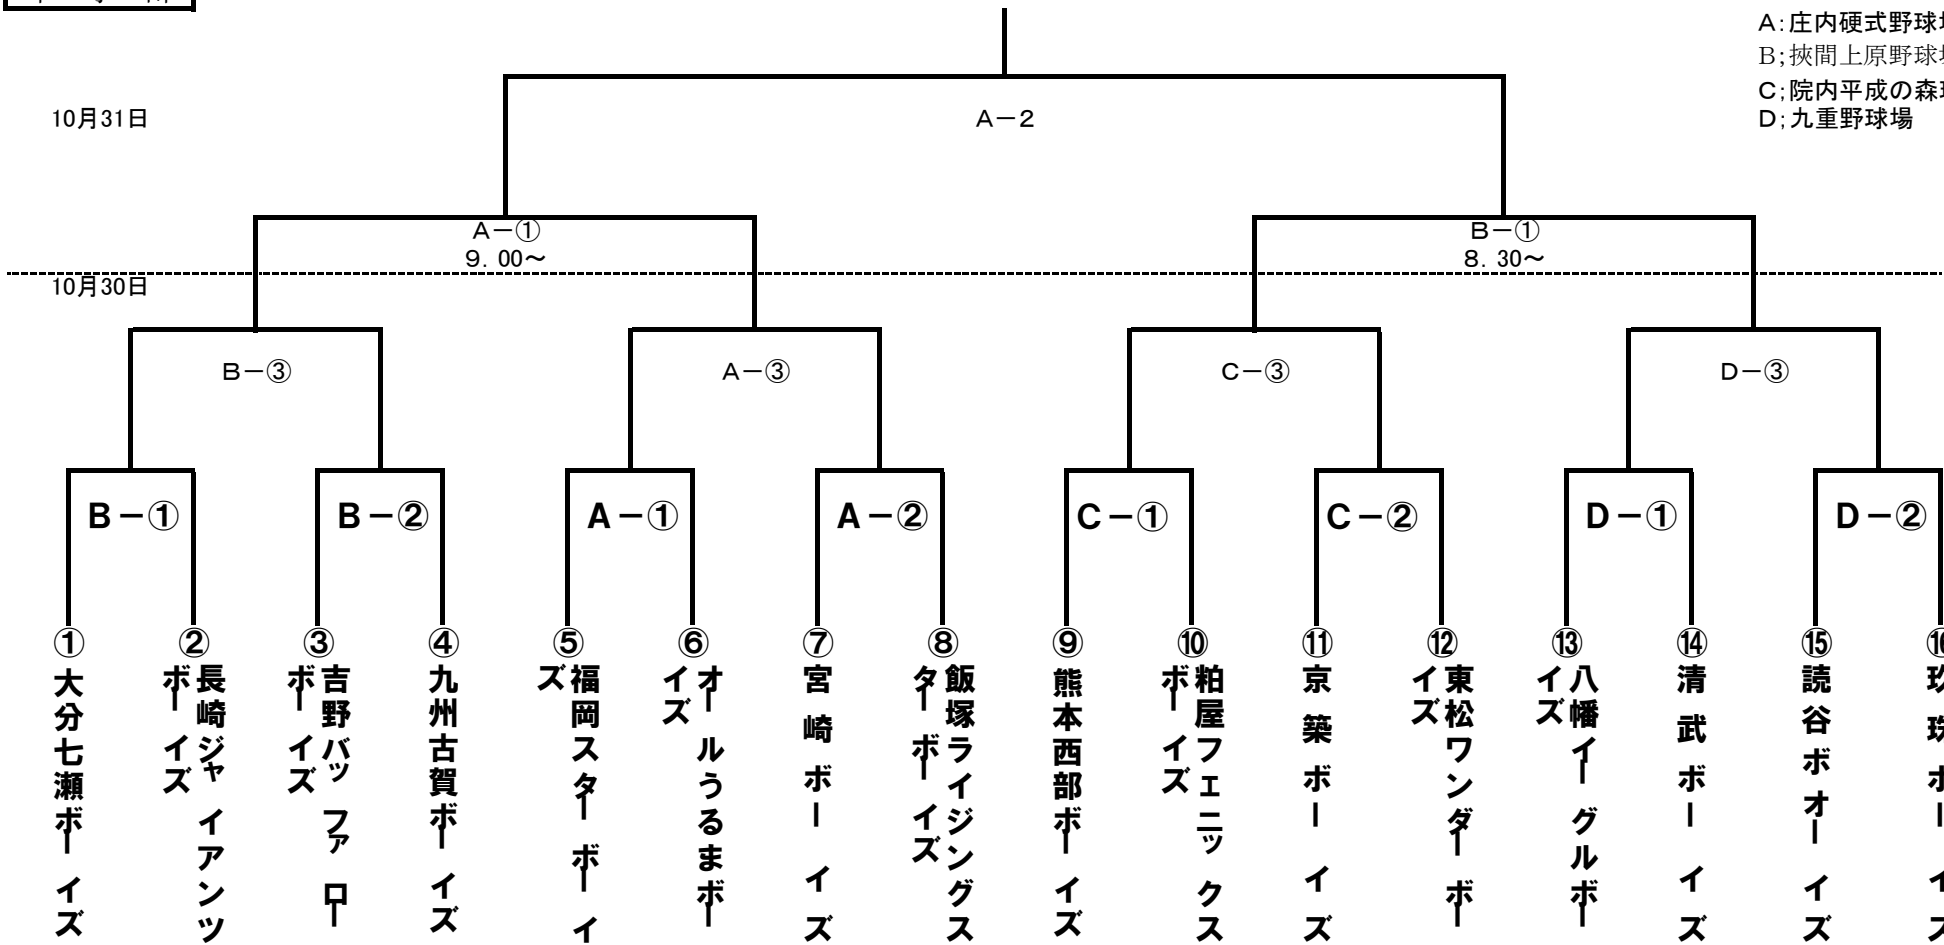 A:庄内硬式野球
B;挾間上原野球
C;院内平成の森
D;九重野球場
10月31日
A－2
A－①
9．00～
B－①
8．30～
10月30日
B－③
A－③
C－③
D－③
B－①
B－②
A－①
A－②
C－①
C－②
D－①
D－②
①
大分七瀬ボーイズ
②
長崎ジャイアンツ
ボーイズ
③
吉野バッファロー
ボーイズ
④
九州古賀ボーイズ
⑤
福岡スターボーイ
ズ
⑥
オールうるまボー
イズ
⑦
宮崎ボーイズ
⑧
飯塚ライジングス
ターボーイズ
⑨
熊本西部ボーイズ
⑩
粕屋フェニックス
ボーイズ
⑪
京築ボーイズ
⑫
東松ワンダーボー
イズ
⑬
八幡イーグルボー
イズ
⑭
清武ボーイズ
⑮
読谷ボオーイズ
⑯
玖珠ボーイズ